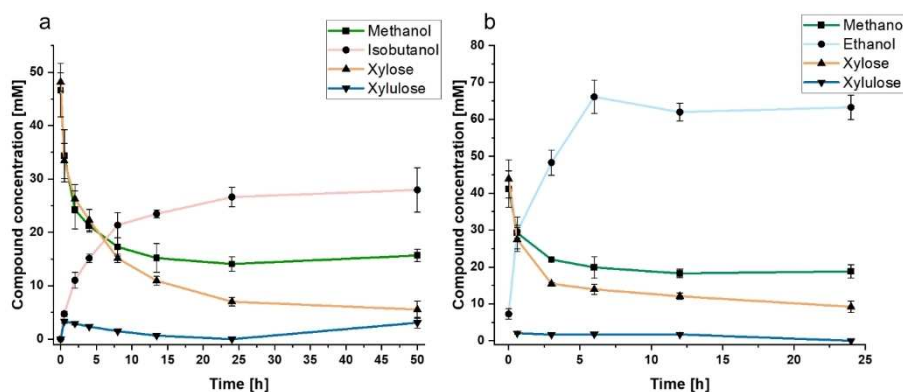 a
Methanol
Isobutanol
Xylose
Xylulose
Compound concentration [mM]
50
40
30
20
10
0
0 5 10 15 20 25 30 35 40 45 50
Time [h]
b
Methano
Ethanol
Xylose
Xylulose
Compound concentration [mM]
80
70
60
50
40
30
20
10
0
0 5 10 15 20 25
Time [h]